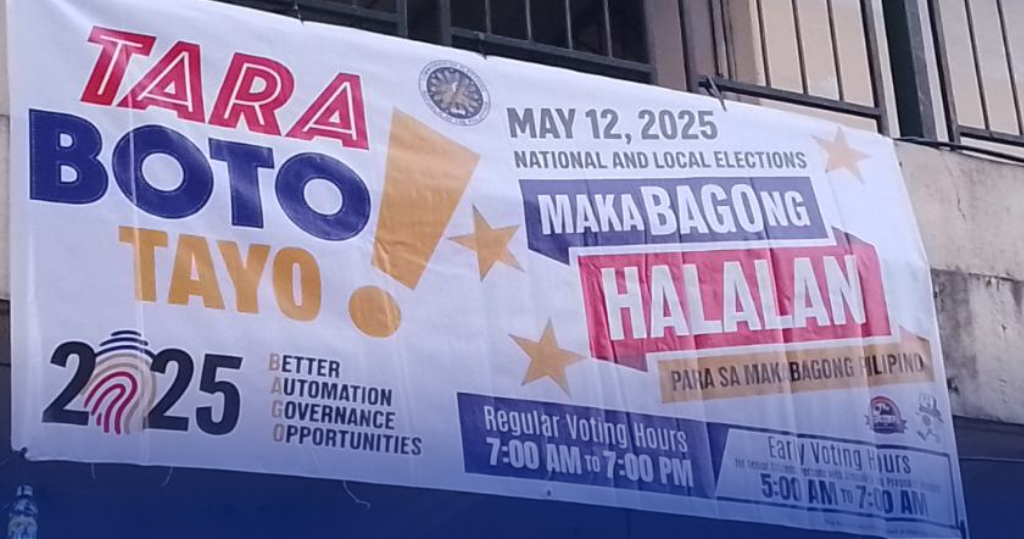 TARA
BOTO
TAYO!
2025
BETTER
AUTOMATION
GOVERNANCE
OPPORTUNITIES
MAY 12, 2025
NATIONAL AND LOCAL ELECTIONS
MAKABAGONG
HALALAN
PARA SA MAKABAGONG PILIPINO
Regular Voting Hours
7:00 AM TO 7:00 PM
Early Voting Hours
5:00 AM TO 7:00 AM